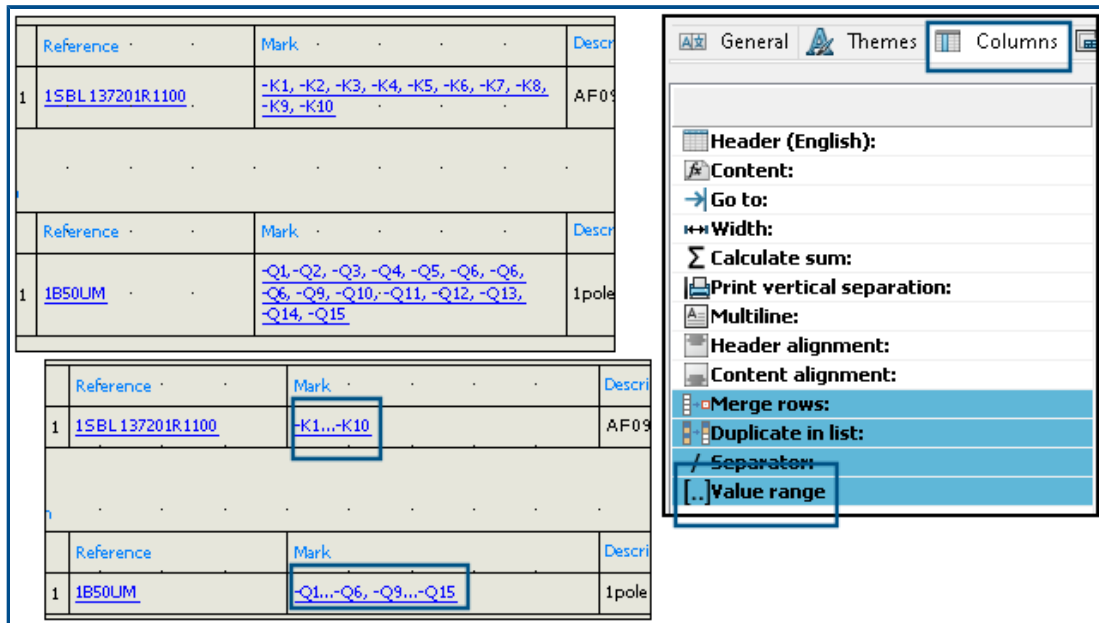 Reference Mark Descr
1 1SBL137201R1100 -K1, -K2, -K3, -K4, -K5, -K6, -K7, -K8, AF09
-K9, -K10
Reference Mark Descr
-Q1,-Q2, -Q3, -Q4, -Q5, -Q6, -Q6,
1 1B50UM -Q6, -Q9, -Q10, -Q11, -Q12, -Q13, 1pole
-Q14, -Q15
Reference Mark Descri
1 1SBL137201R1100 -K1...-K10 AF09
Reference Mark Descri
1 1B50UM -Q1...-Q6, -Q9...-Q15 1pole
General Themes Columns
Header (English):
Content:
Go to:
Width:
Σ Calculate sum:
Print vertical separation:
Multiline:
Header alignment:
Content alignment:
Merge rows:
Duplicate in list:
/ Separator:
[..]Value range